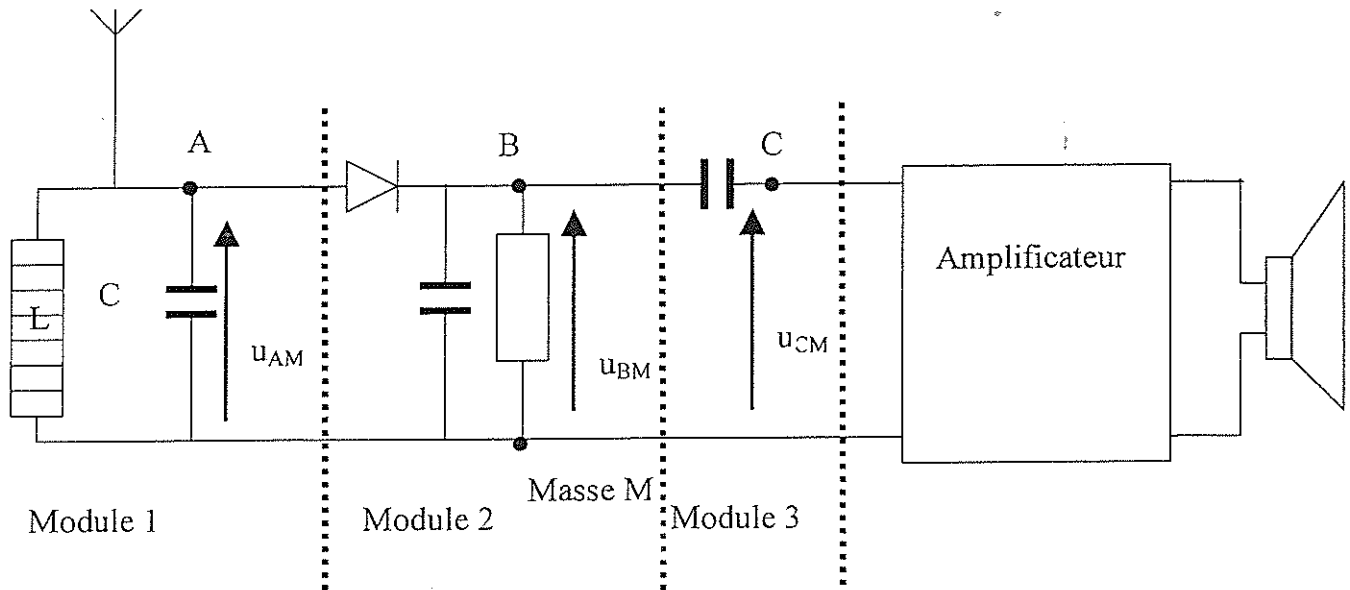 A
B
C
Amplificateur
C
L
u_AM
u_BM
u_CM
Masse M
Module 1
Module 2
Module 3